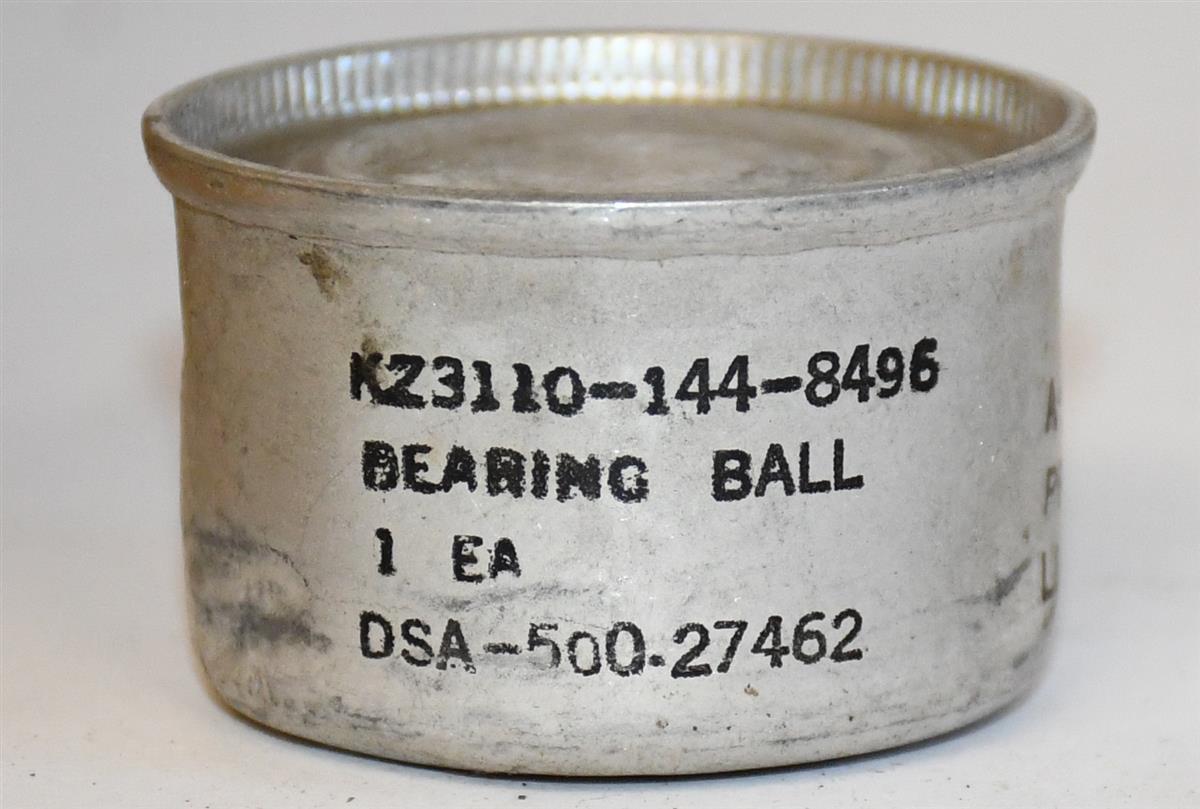 KZ3110-144-8496
BEARING BALL
1 EA
DSA-500-27462